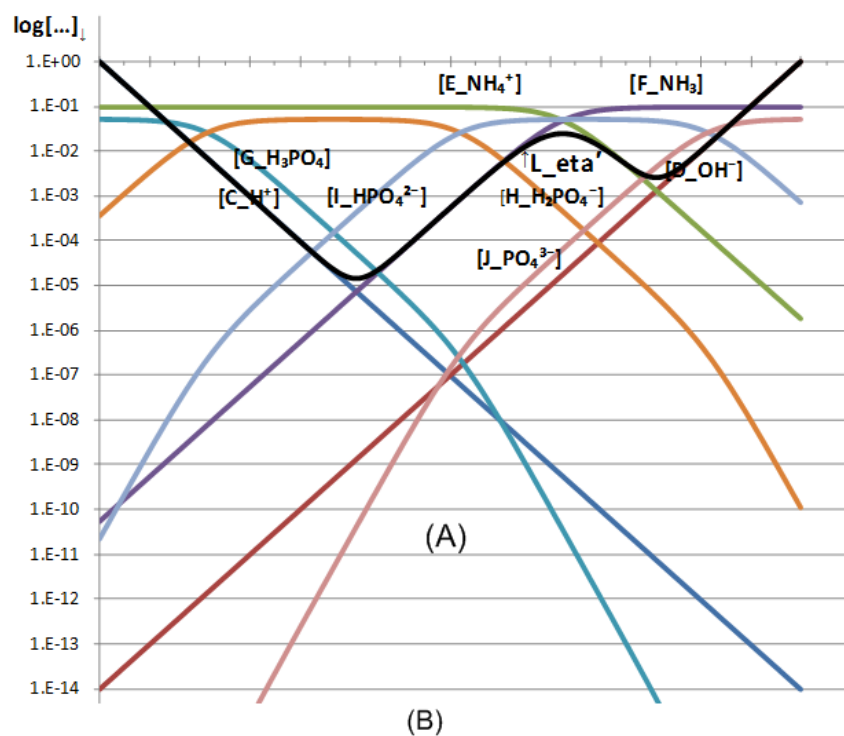 log[...]↓
1.E+00
1.E-01
1.E-02
1.E-03
1.E-04
1.E-05
1.E-06
1.E-07
1.E-08
1.E-09
1.E-10
1.E-11
1.E-12
1.E-13
1.E-14
[E_NH₄⁺]
[F_NH₃]
[G_H₃PO₄]
↑L_eta′
[D_OH⁻]
[C_H⁺]
[I_HPO₄²⁻]
[H_H₂PO₄⁻]
[J_PO₄³⁻]
(A)
(B)